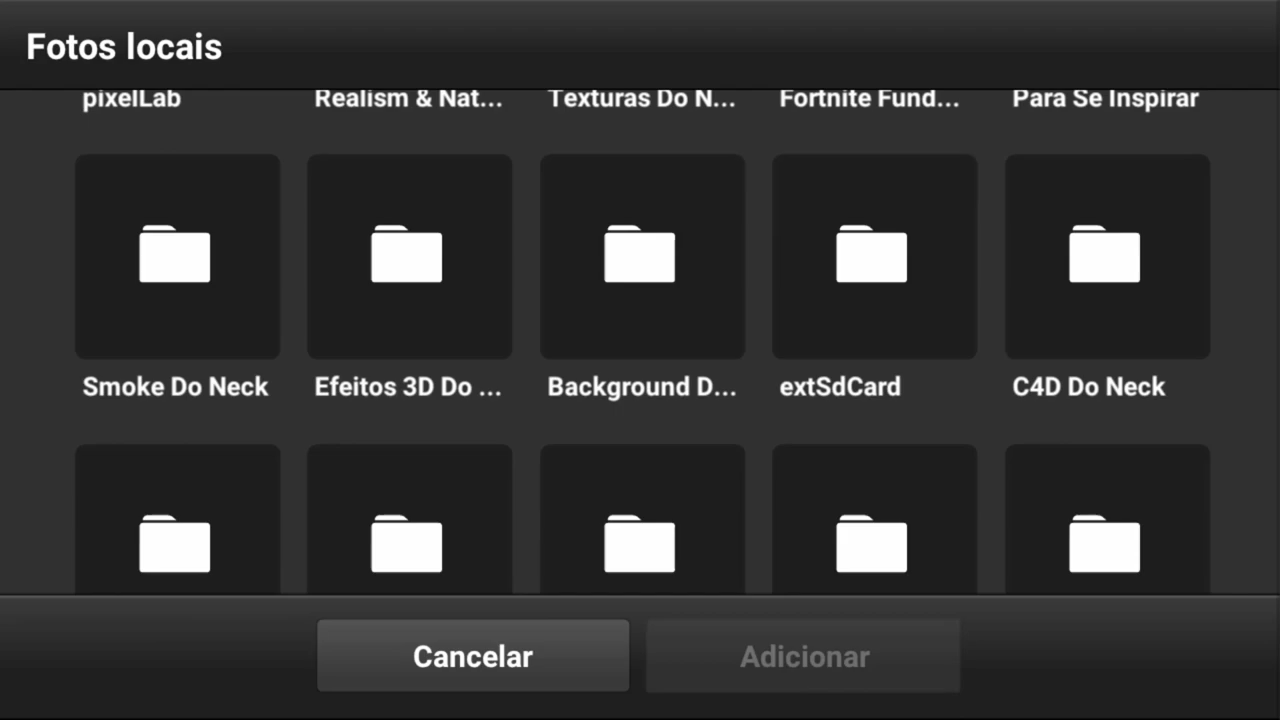 Fotos locais
pixelLab Realism & Nat... Texturas Do N... Fortnite Fund... Para Se Inspirar
Smoke Do Neck Efeitos 3D Do ... Background D... extSdCard C4D Do Neck
Cancelar Adicionar